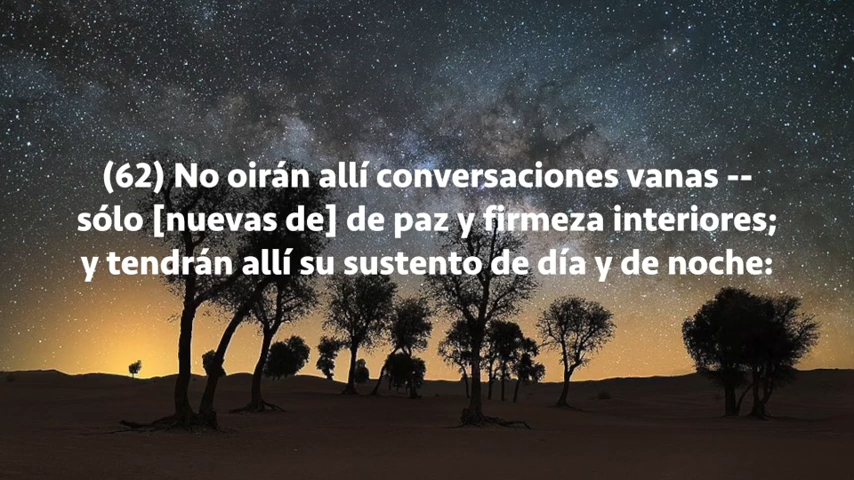 (62) No oirán allí conversaciones vanas --
sólo [nuevas de] de paz y firmeza interiores;
y tendrán allí su sustento de día y de noche: